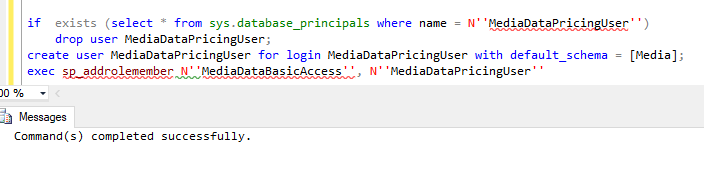 if  exists (select * from sys.database_principals where name = N''MediaDataPricingUser'')
    drop user MediaDataPricingUser;
create user MediaDataPricingUser for login MediaDataPricingUser with default_schema = [Media];
exec sp_addrolemember N''MediaDataBasicAccess'', N''MediaDataPricingUser''
00 %
Messages
Command(s) completed successfully.